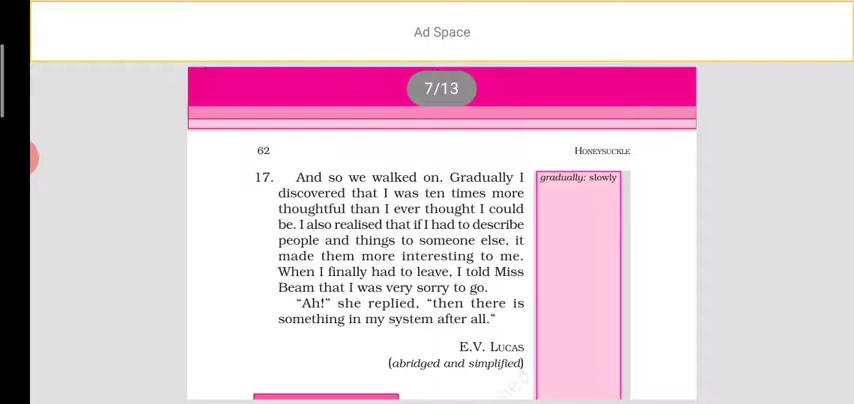 Ad Space
7/13
62 HONEYSUCKLE
17. And so we walked on. Gradually I
discovered that I was ten times more
thoughtful than I ever thought I could
be. I also realised that if I had to describe
people and things to someone else, it
made them more interesting to me.
When I finally had to leave, I told Miss
Beam that I was very sorry to go.
“Ah!” she replied, “then there is
something in my system after all.”
E.V. LUCAS
(abridged and simplified)
gradually: slowly